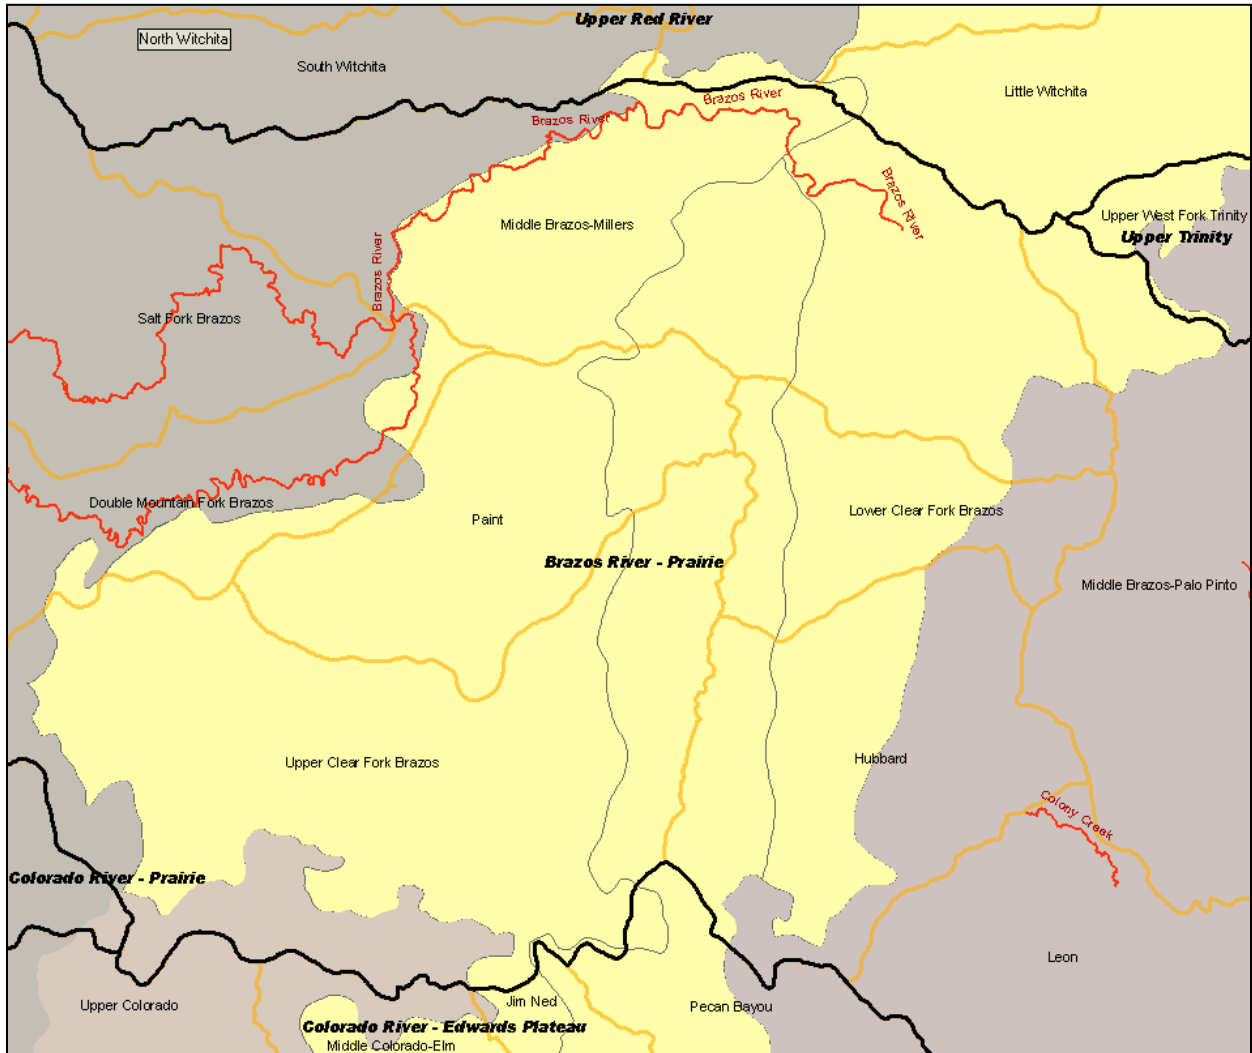 Upper Red River
North Witchita
South Witchita
Little Witchita
Brazos River
Brazos River
Brazos River
Middle Brazos-Millers
Upper West Fork Trinity
Upper Trinity
Brazos River
Salt Fork Brazos
Double Mountain Fork Brazos
Paint
Lower Clear Fork Brazos
Brazos River - Prairie
Middle Brazos-Palo Pinto
Upper Clear Fork Brazos
Hubbard
Colony Creek
Colorado River - Prairie
Leon
Upper Colorado
Jim Ned
Pecan Bayou
Colorado River - Edwards Plateau
Middle Colorado-Elm